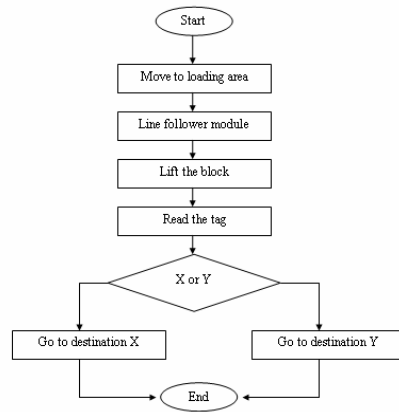 Start
Move to loading area
Line follower module
Lift the block
Read the tag
X or Y
Go to destination X
Go to destination Y
End